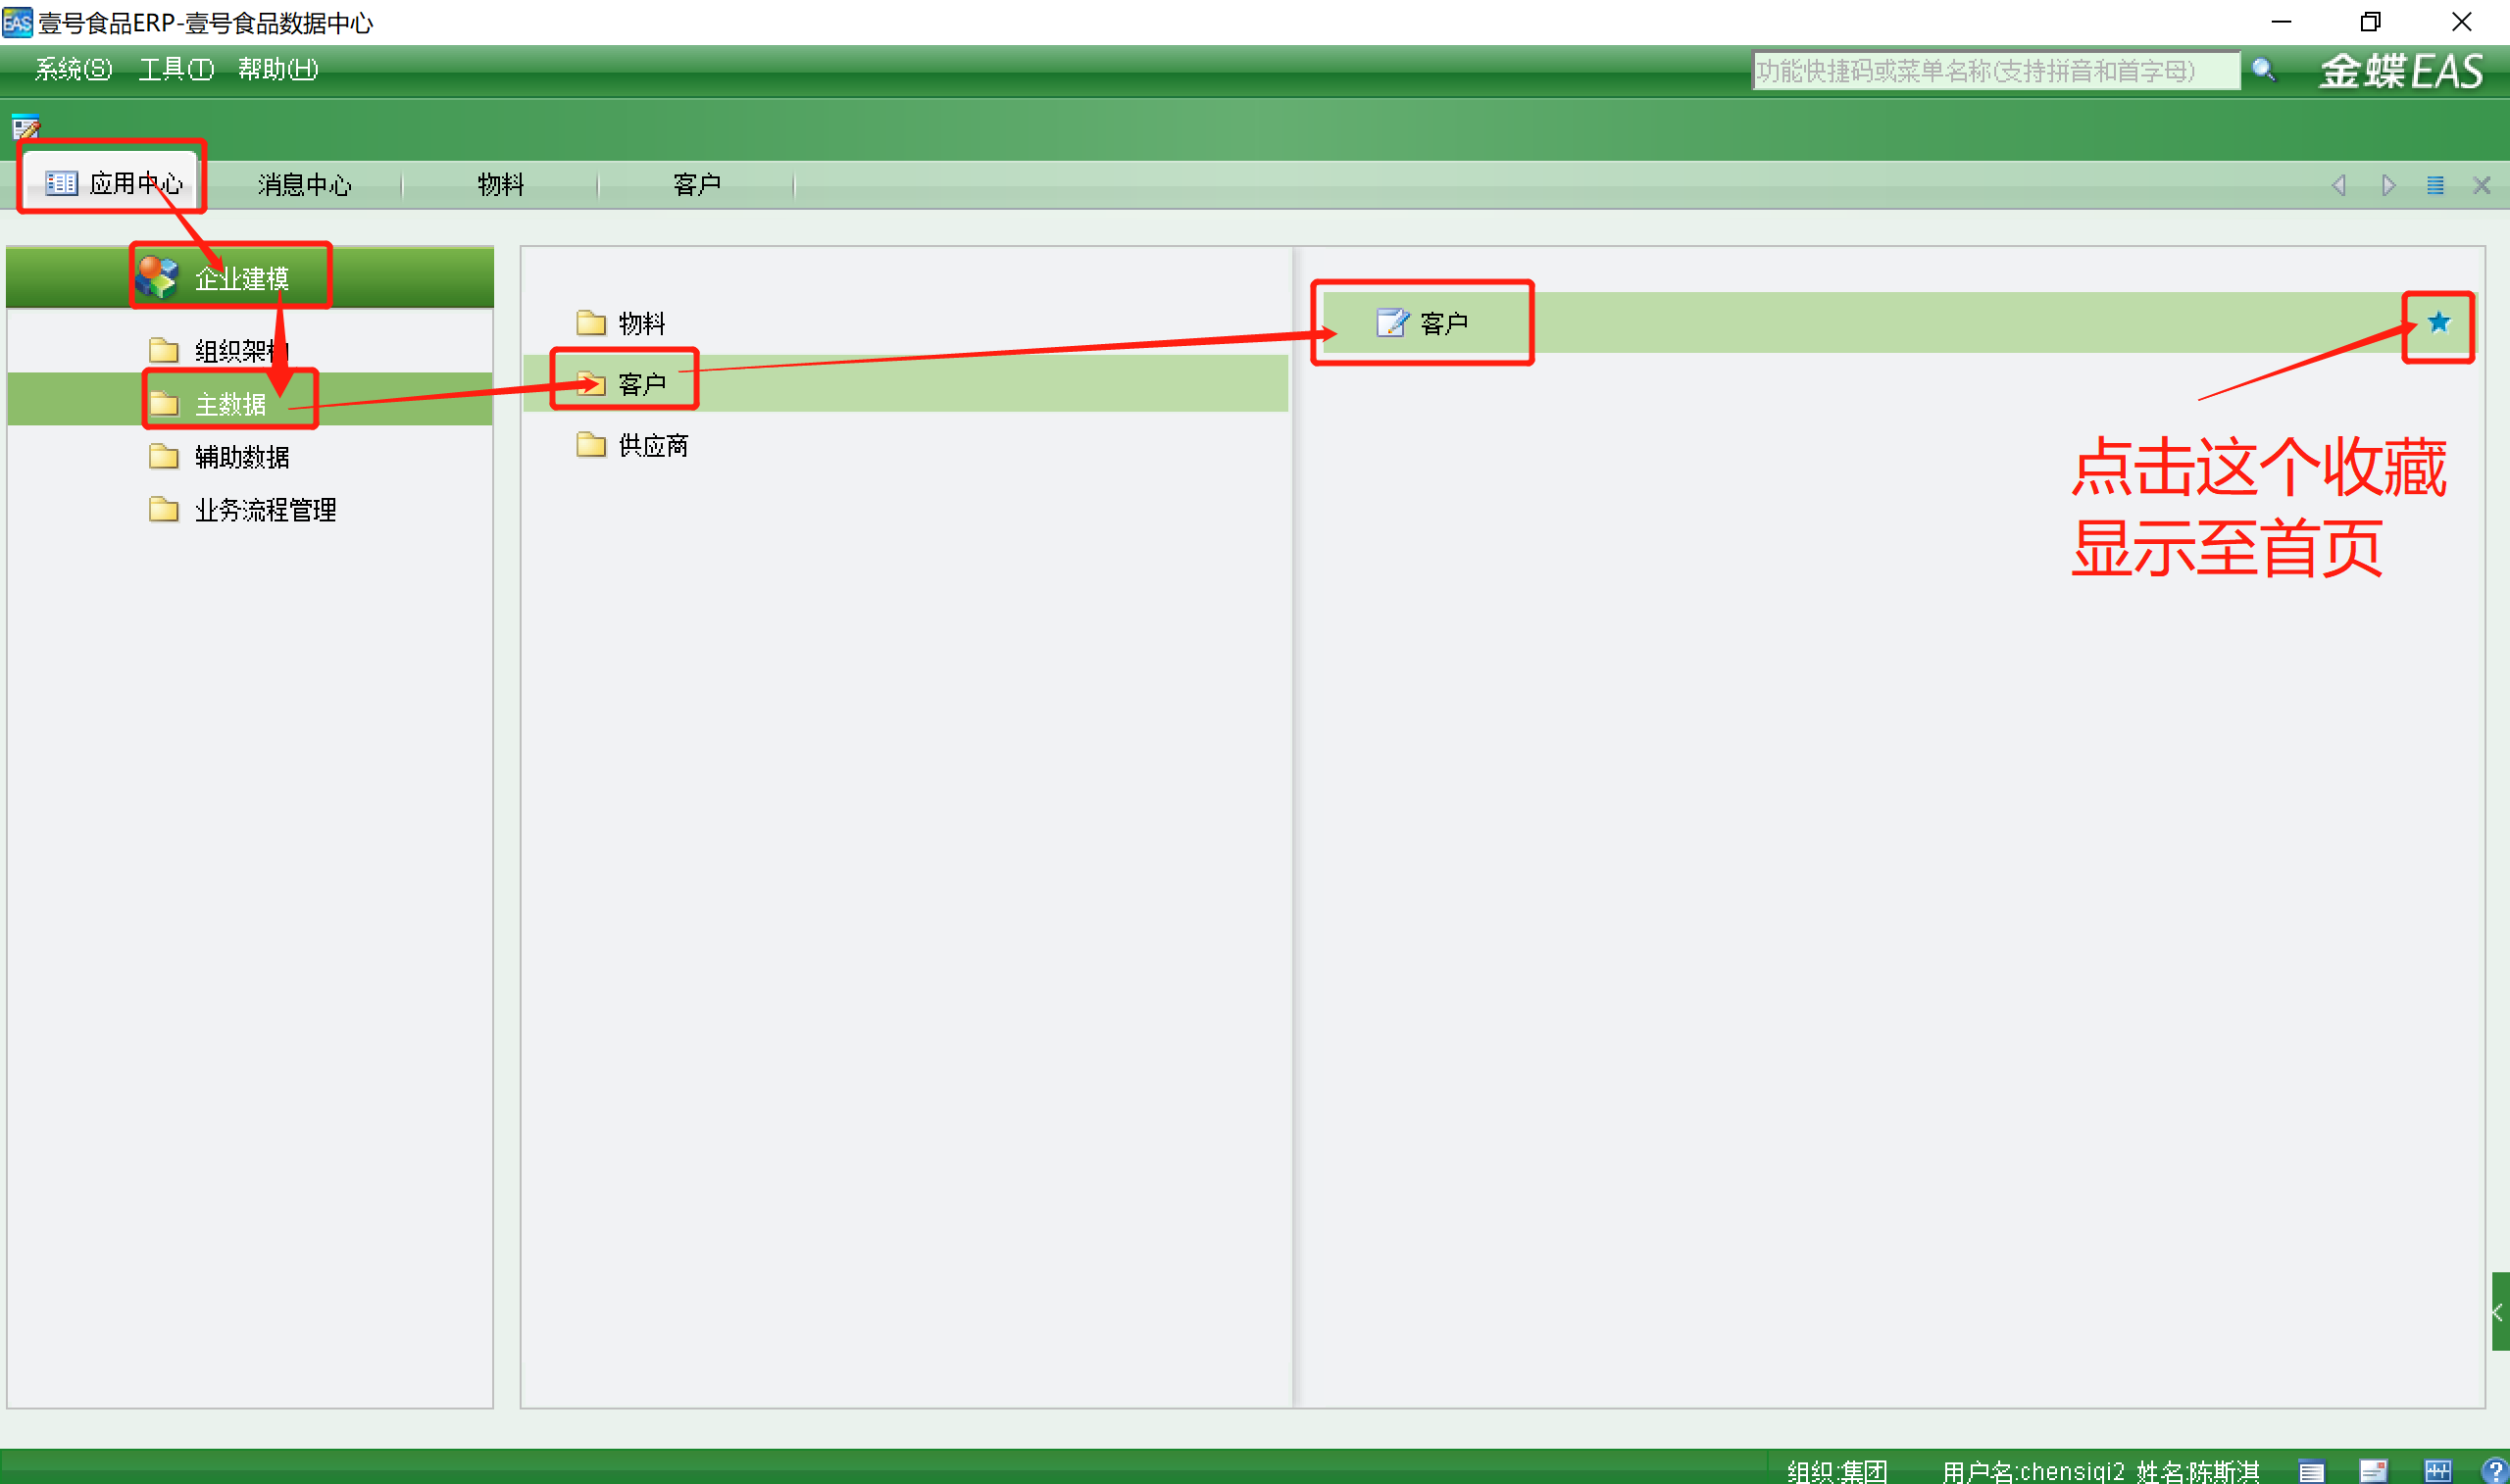 EAS 壹号食品ERP-壹号食品数据中心
系统(S) 工具(T) 帮助(H)
功能快捷码或菜单名称(支持拼音和首字母)
金蝶EAS
应用中心 消息中心 物料 客户
企业建模
组织架构
主数据
辅助数据
业务流程管理
物料
客户
供应商
客户
点击这个收藏
显示至首页
组织:集团 用户名:chensiqi2 姓名:陈斯淇